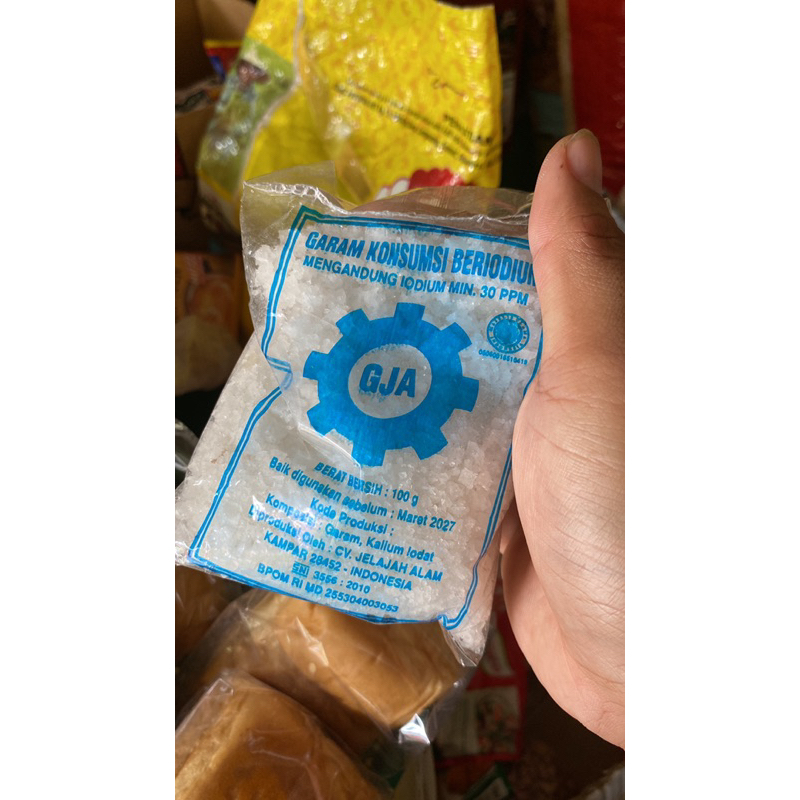 GARAM KONSUMSI BERIODIUM
MENGANDUNG IODIUM MIN. 30 PPM
GJA
BERAT BERSIH : 100 g
Baik digunakan sebelum : Maret 2027
Kode Produksi :
Komposisi : Garam, Kalium Iodat
Diproduksi Oleh : CV. JELAJAH ALAM
KAMPAR 28452 - INDONESIA
SNI 3556 : 2010
BPOM RI MD 255304003053